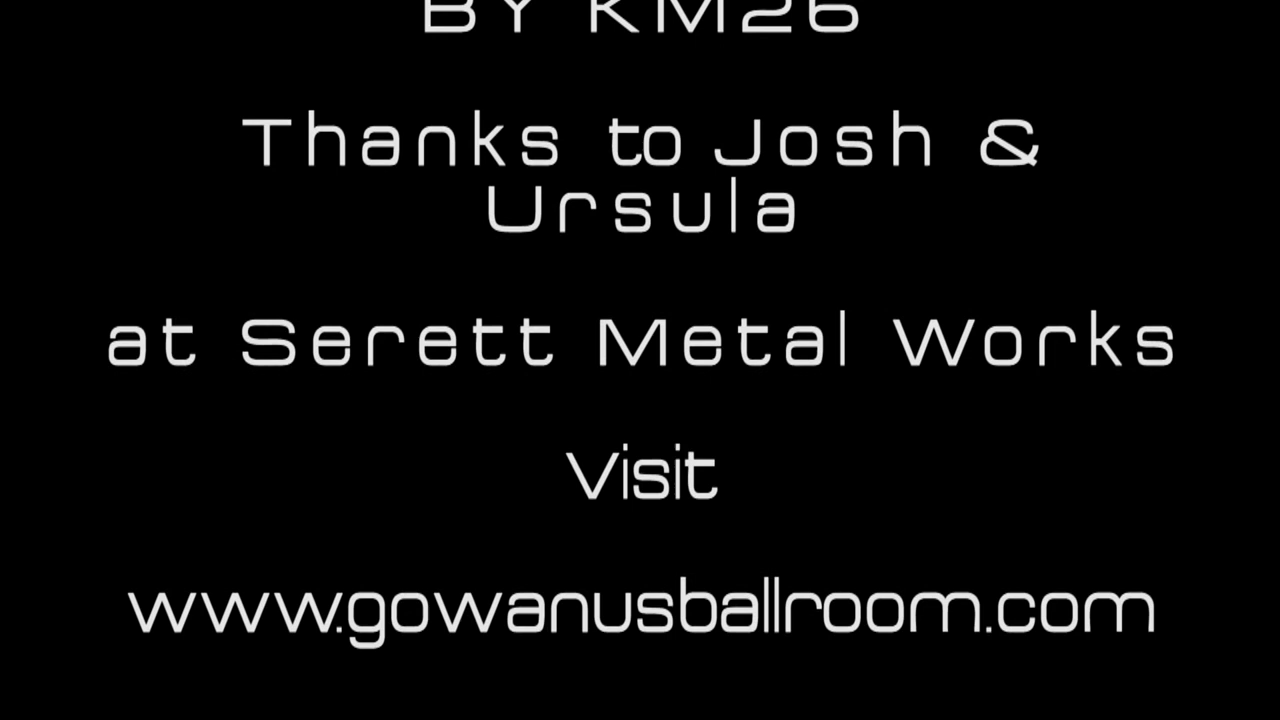 BY KM26
Thanks to Josh &
Ursula
at Serett Metal Works
Visit
www.gowanusballroom.com